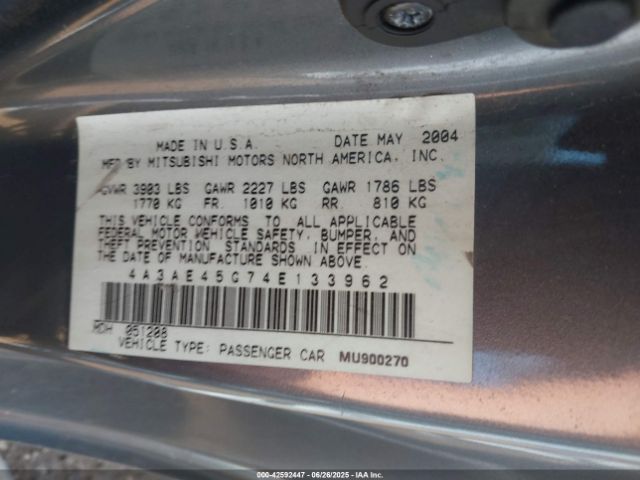 MADE IN U.S.A. DATE MAY 2004
MFD BY MITSUBISHI MOTORS NORTH AMERICA, INC.
GVWR 3903 LBS GAWR 2227 LBS GAWR 1786 LBS
1770 KG FR. 1010 KG RR. 810 KG
THIS VEHICLE CONFORMS TO ALL APPLICABLE
FEDERAL MOTOR VEHICLE SAFETY, BUMPER, AND
THEFT PREVENTION STANDARDS IN EFFECT ON
THE DATE OF MANUFACTURE SHOWN ABOVE.
4A3AE45G74E133962
MDH 051208
VEHICLE TYPE: PASSENGER CAR MU900270
000-42592447 - 06/26/2025 - IAA Inc.